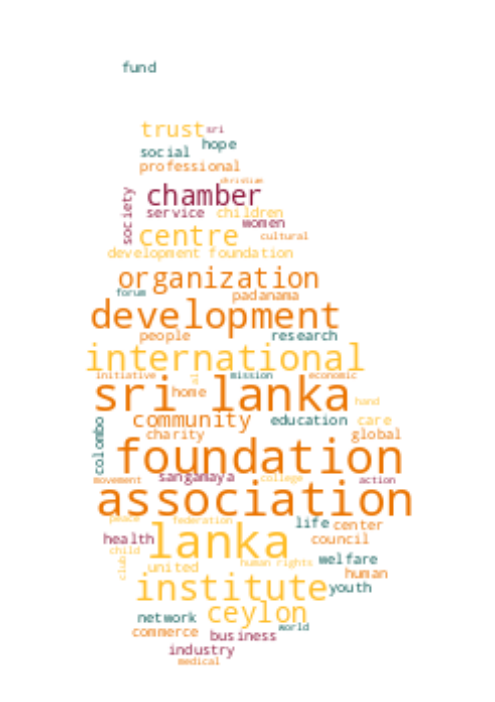 fund
trust sri
hope
social
professional
christian
chamber
society
service children
women
centre cultural
development foundation
organization
forum padanama
development
people research
international
initiative al mission economic
sri lanka
home hand
community education care
colombo charity global
foundation
sangamaya
movement college action
association
peace federation life center
lanka
health council
child
club united human rights welfare
human
institute youth
ceylon
network world
commerce business
industry
medical